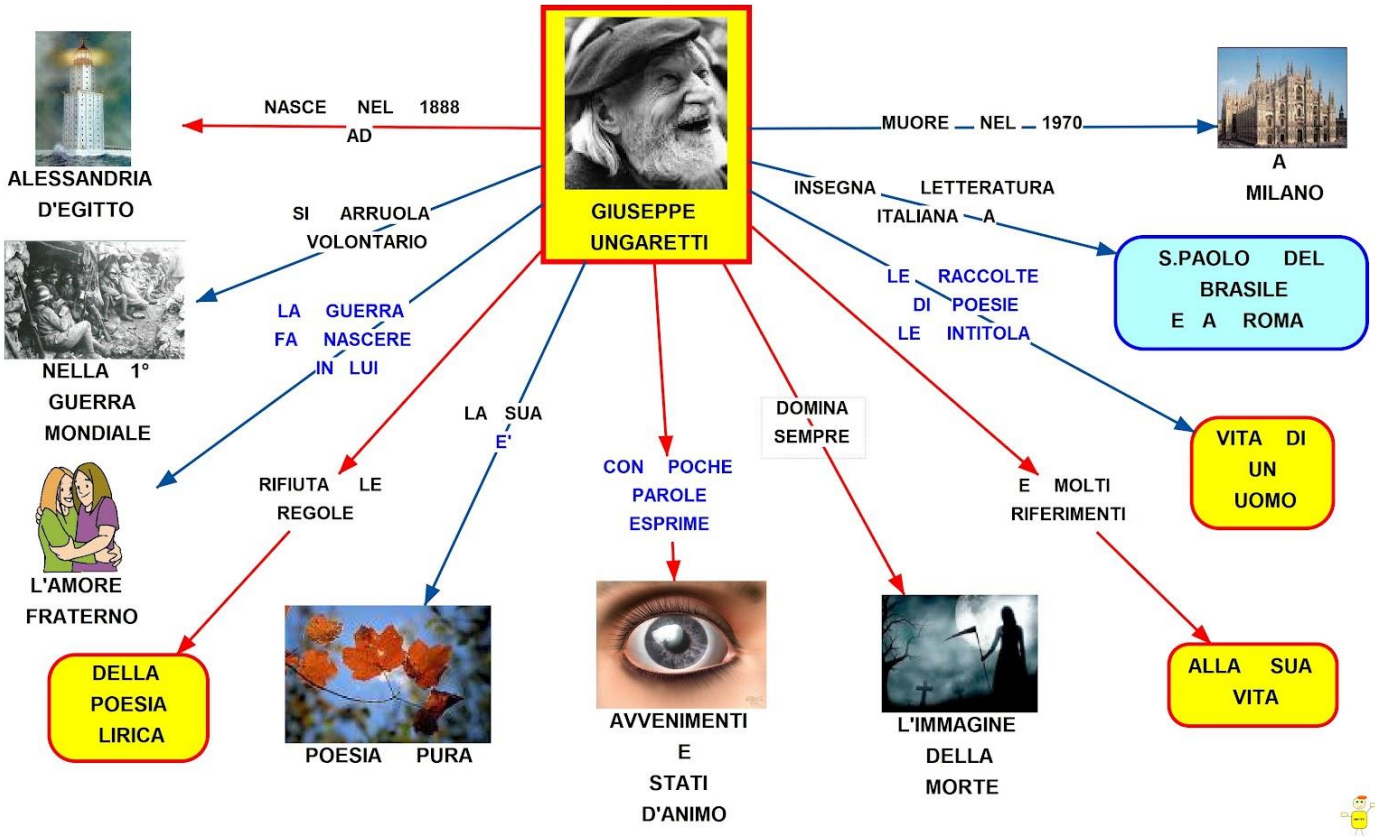 GIUSEPPE
UNGARETTI
NASCE NEL 1888
AD
ALESSANDRIA
D'EGITTO
SI ARRUOLA
VOLONTARIO
NELLA 1°
GUERRA
MONDIALE
LA GUERRA
FA NASCERE
IN LUI
L'AMORE
FRATERNO
RIFIUTA LE
REGOLE
DELLA
POESIA
LIRICA
LA SUA
E'
POESIA PURA
CON POCHE
PAROLE
ESPRIME
AVVENIMENTI
E
STATI
D'ANIMO
DOMINA
SEMPRE
L'IMMAGINE
DELLA
MORTE
E MOLTI
RIFERIMENTI
ALLA SUA
VITA
LE RACCOLTE
DI POESIE
LE INTITOLA
VITA DI
UN
UOMO
INSEGNA LETTERATURA
ITALIANA A
S.PAOLO DEL
BRASILE
E A ROMA
MUORE NEL 1970
A
MILANO